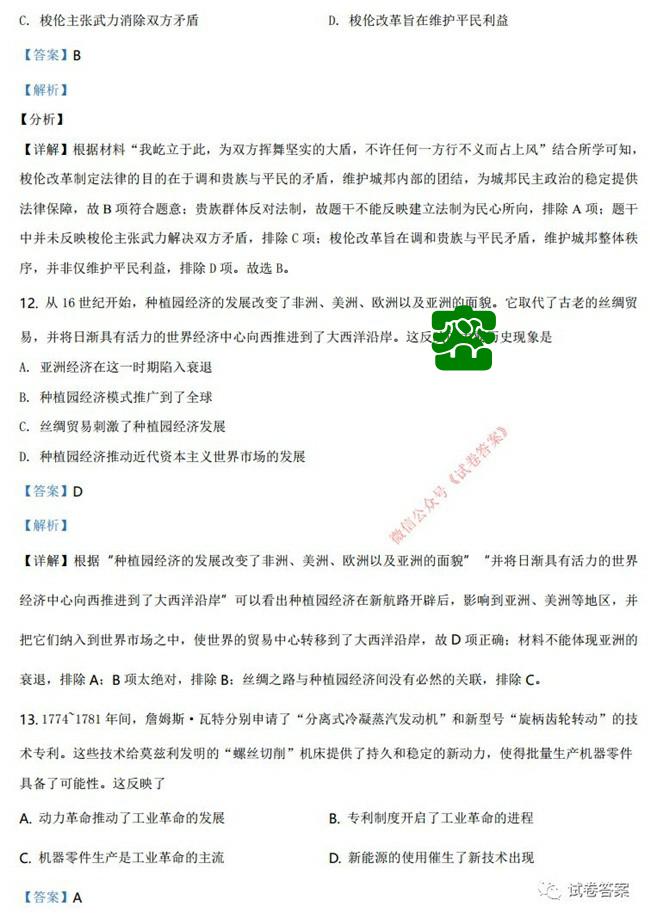 C. 梭伦主张武力消除双方矛盾 D. 梭伦改革旨在维护平民利益
【答案】B
【解析】
【分析】
【详解】根据材料“我屹立于此，为双方挥舞坚实的大盾，不许任何一方行不义而占上风”结合所学可知，
梭伦改革制定法律的目的在于调和贵族与平民的矛盾，维护城邦内部的团结，为城邦民主政治的稳定提供
法律保障，故 B 项符合题意；贵族群体反对法制，故题干不能反映建立法制为民心所向，排除 A 项；题干
中并未反映梭伦主张武力解决双方矛盾，排除 C 项；梭伦改革旨在调和贵族与平民矛盾，维护城邦整体秩
序，并非仅维护平民利益，排除 D 项。故选 B。
12. 从 16 世纪开始，种植园经济的发展改变了非洲、美洲、欧洲以及亚洲的面貌。它取代了古老的丝绸贸
易，并将日渐具有活力的世界经济中心向西推进到了大西洋沿岸。这反历史现象是
A. 亚洲经济在这一时期陷入衰退
B. 种植园经济模式推广到了全球
C. 丝绸贸易刺激了种植园经济发展
D. 种植园经济推动近代资本主义世界市场的发展
【答案】D
【解析】
【详解】根据“种植园经济的发展改变了非洲、美洲、欧洲以及亚洲的面貌”“并将日渐具有活力的世界
经济中心向西推进到了大西洋沿岸”可以看出种植园经济在新航路开辟后，影响到亚洲、美洲等地区，并
把它们纳入到世界市场之中，使世界的贸易中心转移到了大西洋沿岸，故 D 项正确；材料不能体现亚洲的
衰退，排除 A；B 项太绝对，排除 B；丝绸之路与种植园经济间没有必然的关联，排除 C。
微信公众号《试卷答案》
13. 1774~1781 年间，詹姆斯·瓦特分别申请了“分离式冷凝蒸汽发动机”和新型号“旋柄齿轮转动”的技
术专利。这些技术给莫兹利发明的“螺丝切削”机床提供了持久和稳定的新动力，使得批量生产机器零件
具备了可能性。这反映了
A. 动力革命推动了工业革命的发展 B. 专利制度开启了工业革命的进程
C. 机器零件生产是工业革命的主流 D. 新能源的使用催生了新技术出现
【答案】A
试卷答案